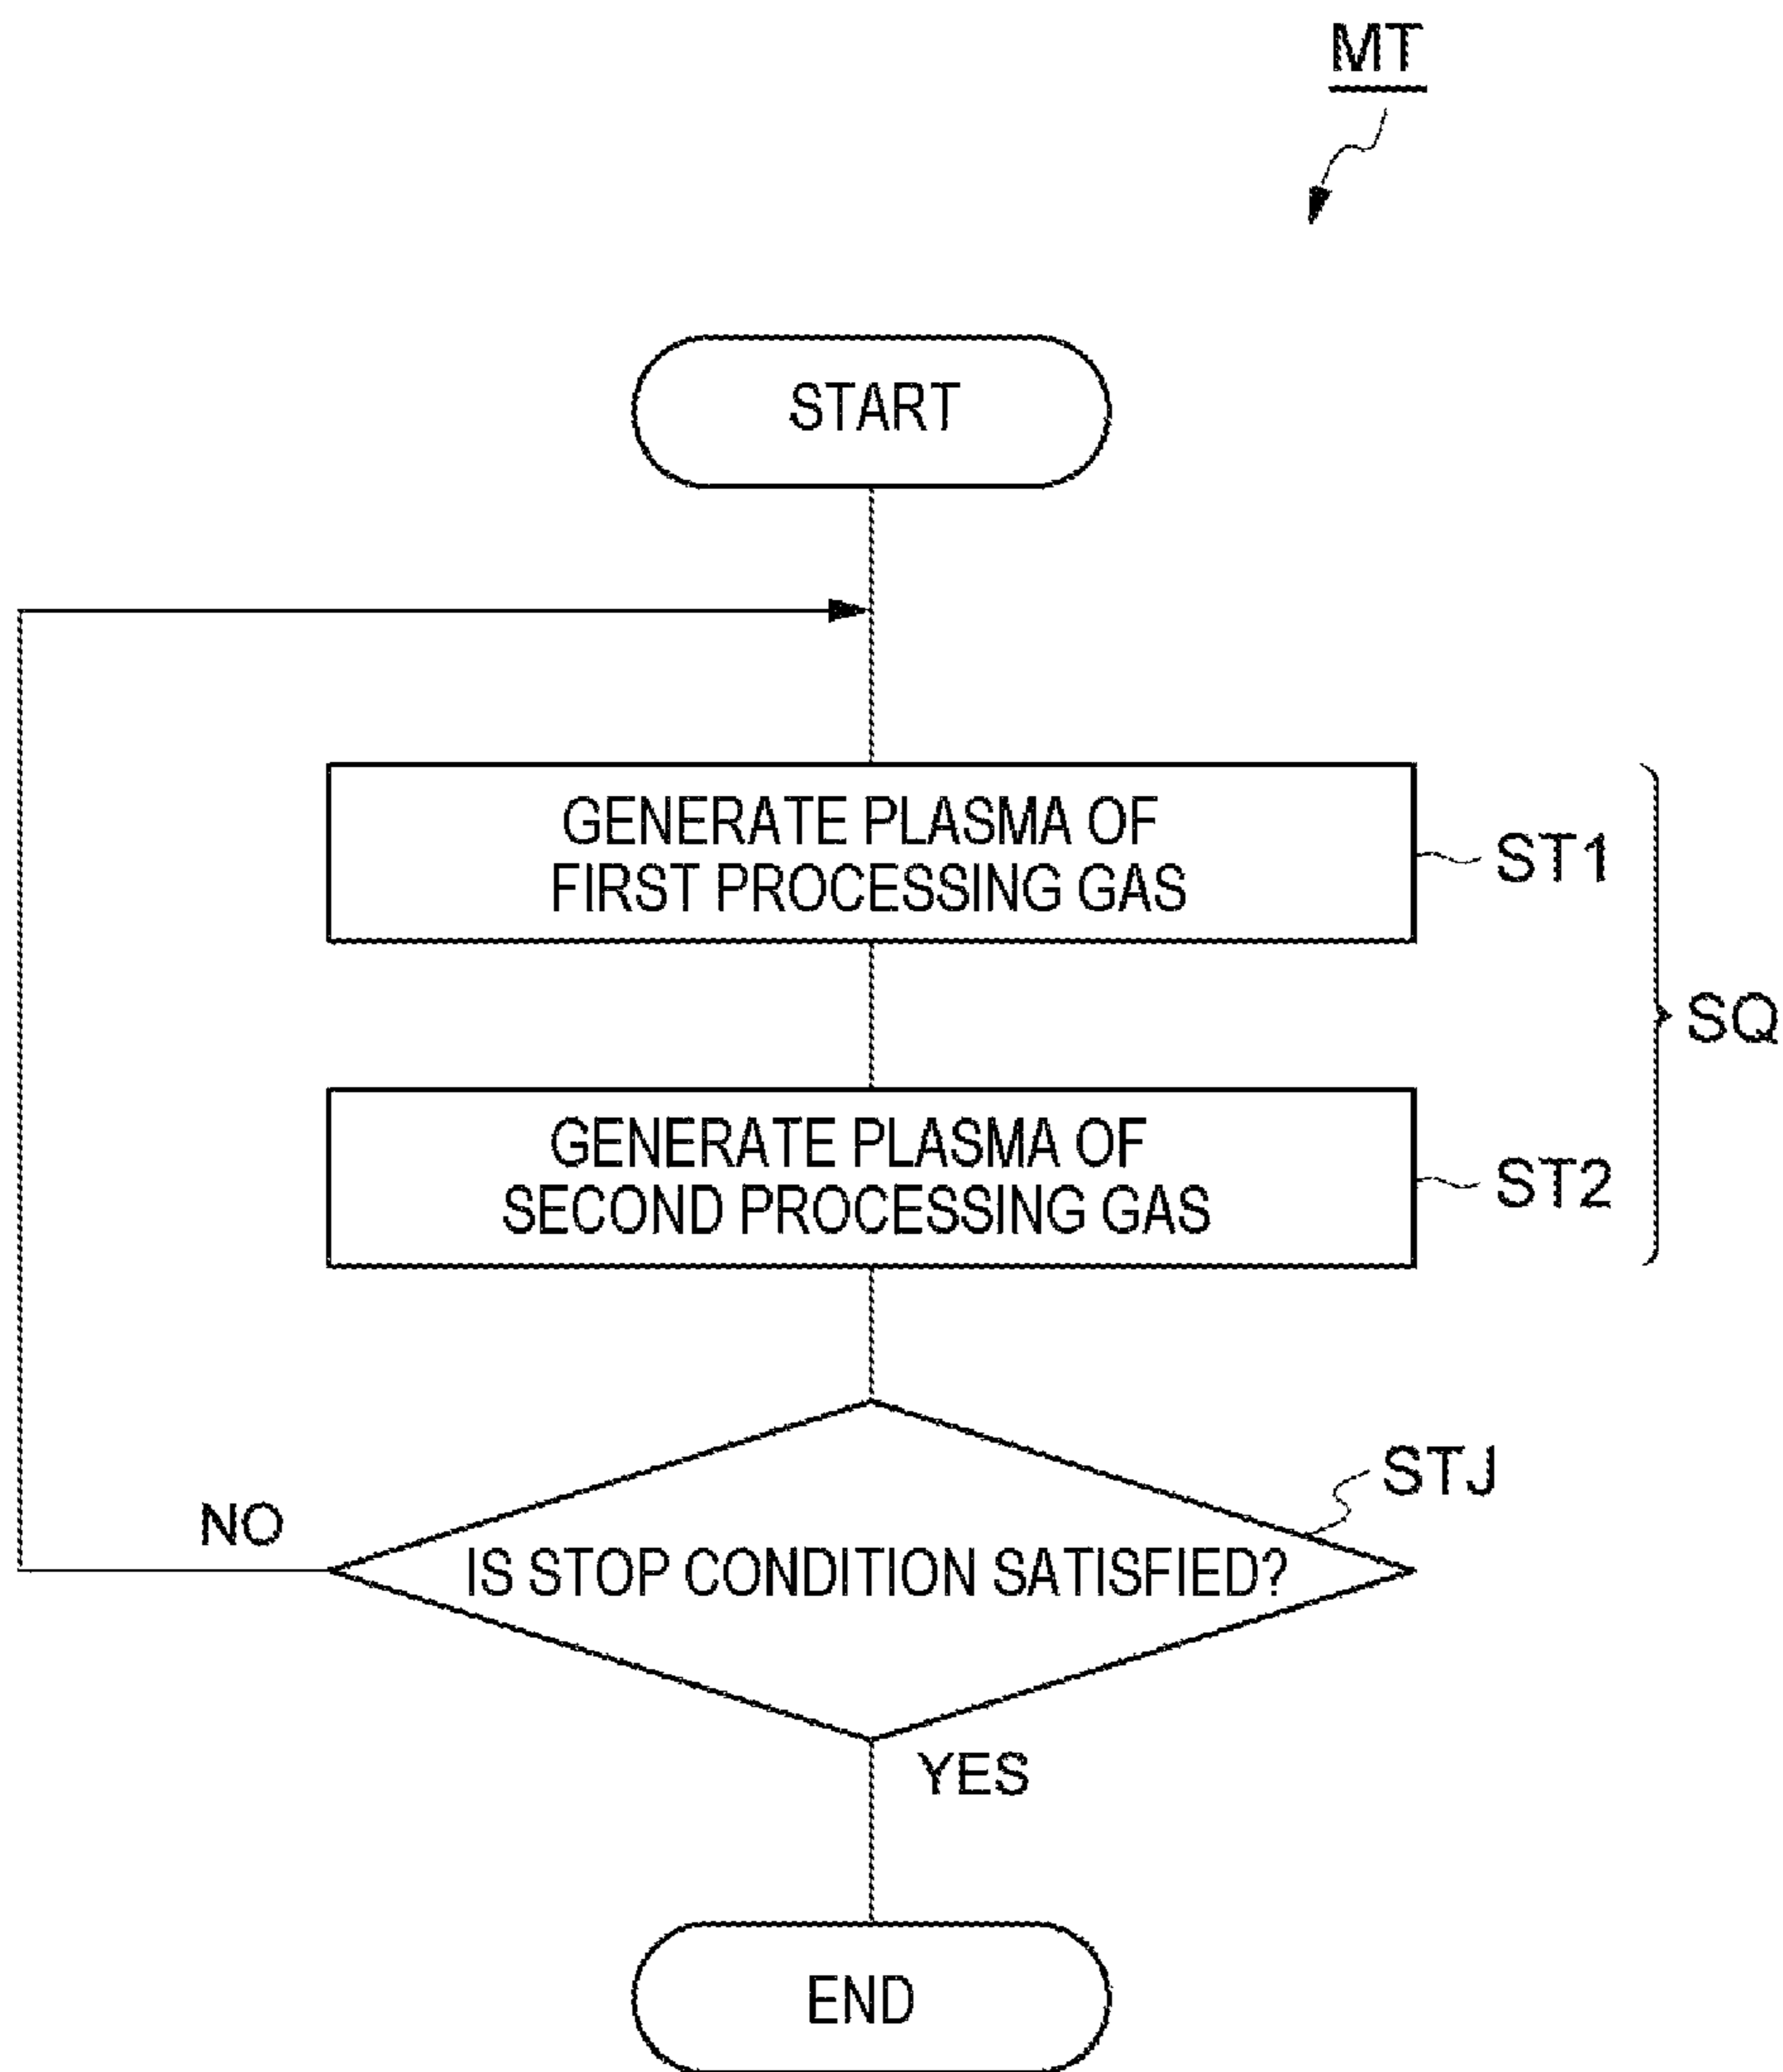 MT
START
GENERATE PLASMA OF
FIRST PROCESSING GAS
ST1
SQ
GENERATE PLASMA OF
SECOND PROCESSING GAS
ST2
STJ
NO
IS STOP CONDITION SATISFIED?
YES
END